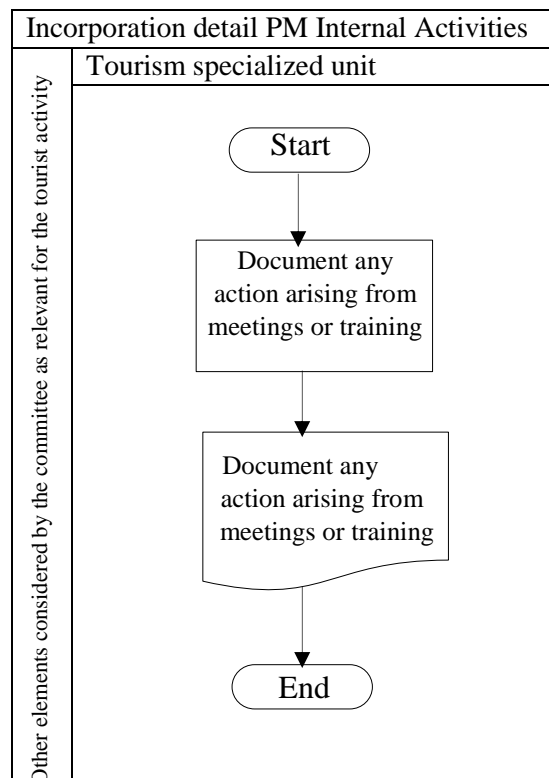 Incorporation detail PM Internal Activities
Tourism specialized unit
Other elements considered by the committee as relevant for the tourist activity
Start
Document any
action arising from
meetings or training
Document any
action arising from
meetings or training
End